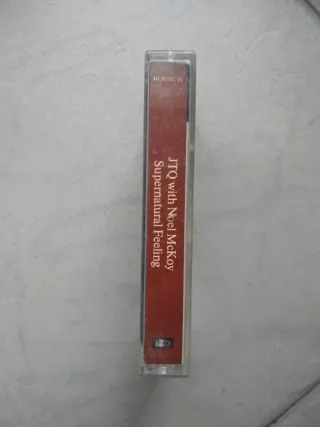 JTQ with Noel McKoy
Supernatural Feeling